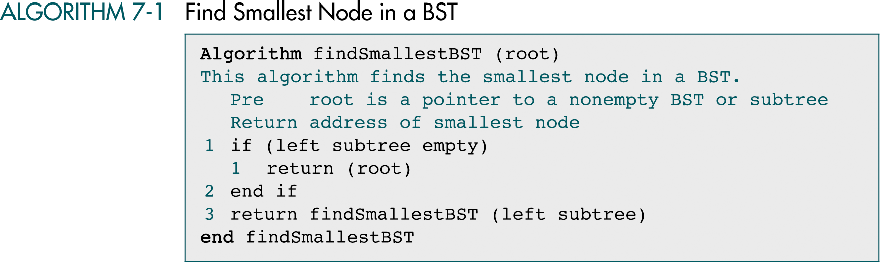 ALGORITHM 7-1 Find Smallest Node in a BST
Algorithm findSmallestBST (root)
This algorithm finds the smallest node in a BST.
Pre root is a pointer to a nonempty BST or subtree
Return address of smallest node
1 if (left subtree empty)
1 return (root)
2 end if
3 return findSmallestBST (left subtree)
end findSmallestBST